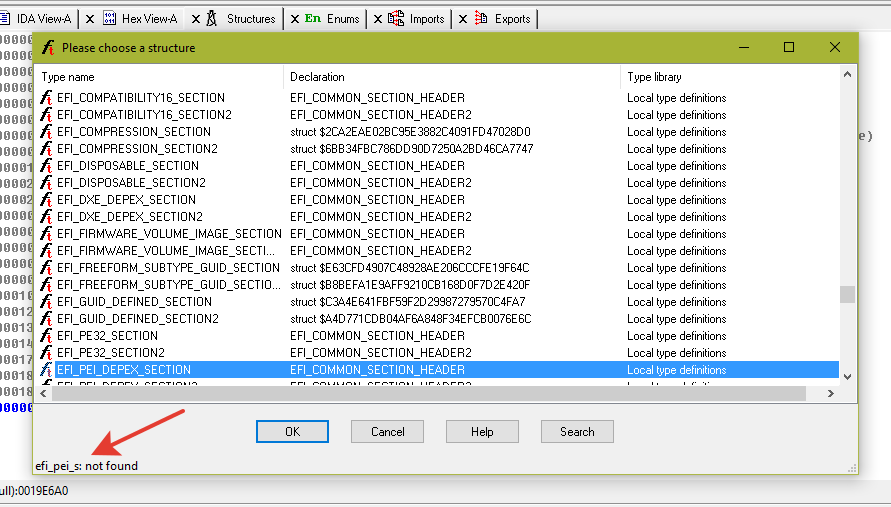 IDA View-A Hex View-A Structures En Enums Imports Exports
Please choose a structure
Type name Declaration Type library
EFI_COMPATIBILITY16_SECTION EFI_COMMON_SECTION_HEADER Local type definitions
EFI_COMPATIBILITY16_SECTION2 EFI_COMMON_SECTION_HEADER2 Local type definitions
EFI_COMPRESSION_SECTION struct $2CA2EAE02BC95E3882C4091FD47028D0 Local type definitions
EFI_COMPRESSION_SECTION2 struct $6BB34FBC786DD90D7250A2BD46CA7747 Local type definitions
EFI_DISPOSABLE_SECTION EFI_COMMON_SECTION_HEADER Local type definitions
EFI_DISPOSABLE_SECTION2 EFI_COMMON_SECTION_HEADER2 Local type definitions
EFI_DXE_DEPEX_SECTION EFI_COMMON_SECTION_HEADER Local type definitions
EFI_DXE_DEPEX_SECTION2 EFI_COMMON_SECTION_HEADER2 Local type definitions
EFI_FIRMWARE_VOLUME_IMAGE_SECTION EFI_COMMON_SECTION_HEADER Local type definitions
EFI_FIRMWARE_VOLUME_IMAGE_SECTI... EFI_COMMON_SECTION_HEADER2 Local type definitions
EFI_FREEFORM_SUBTYPE_GUID_SECTION struct $E63CFD4907C48928AE206CCCFE19F64C Local type definitions
EFI_FREEFORM_SUBTYPE_GUID_SECTIO... struct $B8BEFA1E9AFF9210CB168D0F7D2E420F Local type definitions
EFI_GUID_DEFINED_SECTION struct $C3A4E641FBF59F2D29987279570C4FA7 Local type definitions
EFI_GUID_DEFINED_SECTION2 struct $A4D771CDB04AF6A848F34EFCB0076E6C Local type definitions
EFI_PE32_SECTION EFI_COMMON_SECTION_HEADER Local type definitions
EFI_PE32_SECTION2 EFI_COMMON_SECTION_HEADER2 Local type definitions
EFI_PEI_DEPEX_SECTION EFI_COMMON_SECTION_HEADER Local type definitions
EFI_PEI_DEPEX_SECTION2 EFI_COMMON_SECTION_HEADER2 Local type definitions
OK Cancel Help Search
efi_pei_s: not found
ull):0019E6A0